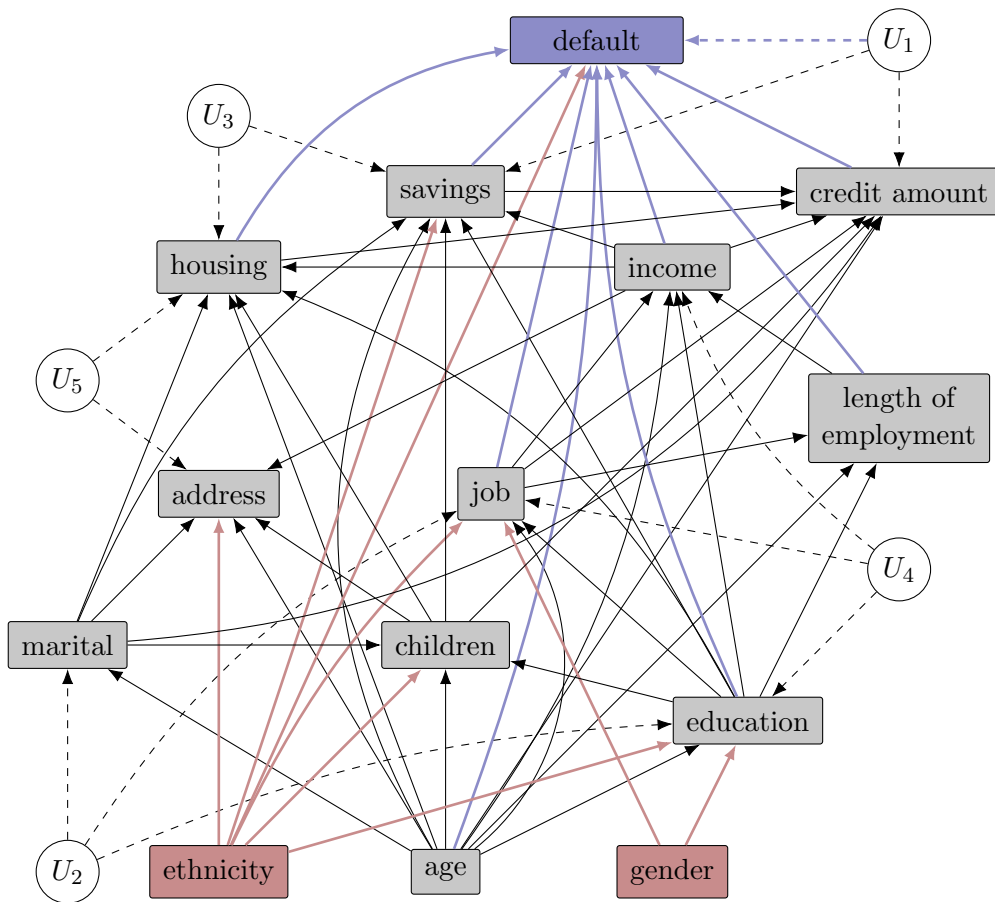 default
U1
U3
savings
credit amount
housing
income
U5
length of
employment
address
job
U4
marital
children
education
U2
ethnicity
age
gender